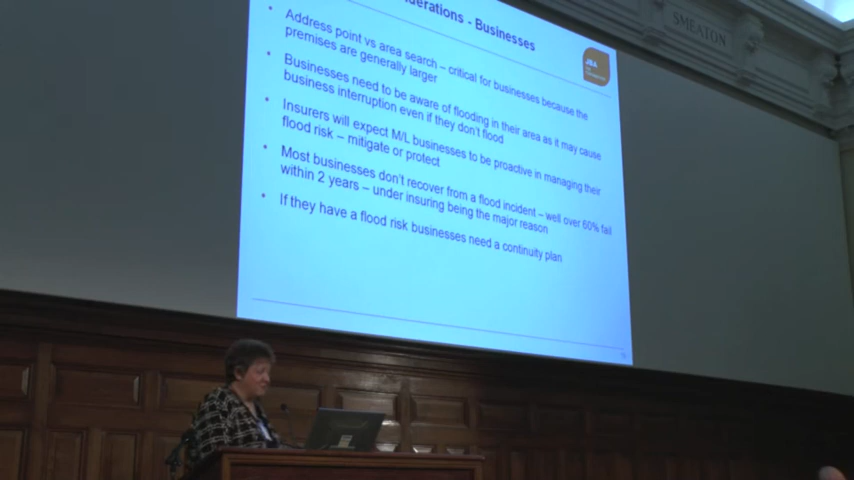 - Businesses
Address point vs area search – critical for businesses because the
premises are generally larger
Businesses need to be aware of flooding in their area as it may cause
business interruption even if they don't flood
Insurers will expect M/L businesses to be proactive in managing their
flood risk – mitigate or protect
Most businesses don't recover from a flood incident – well over 60% fail
within 2 years – under insuring being the major reason
If they have a flood risk businesses need a continuity plan
JBA
SMEATON